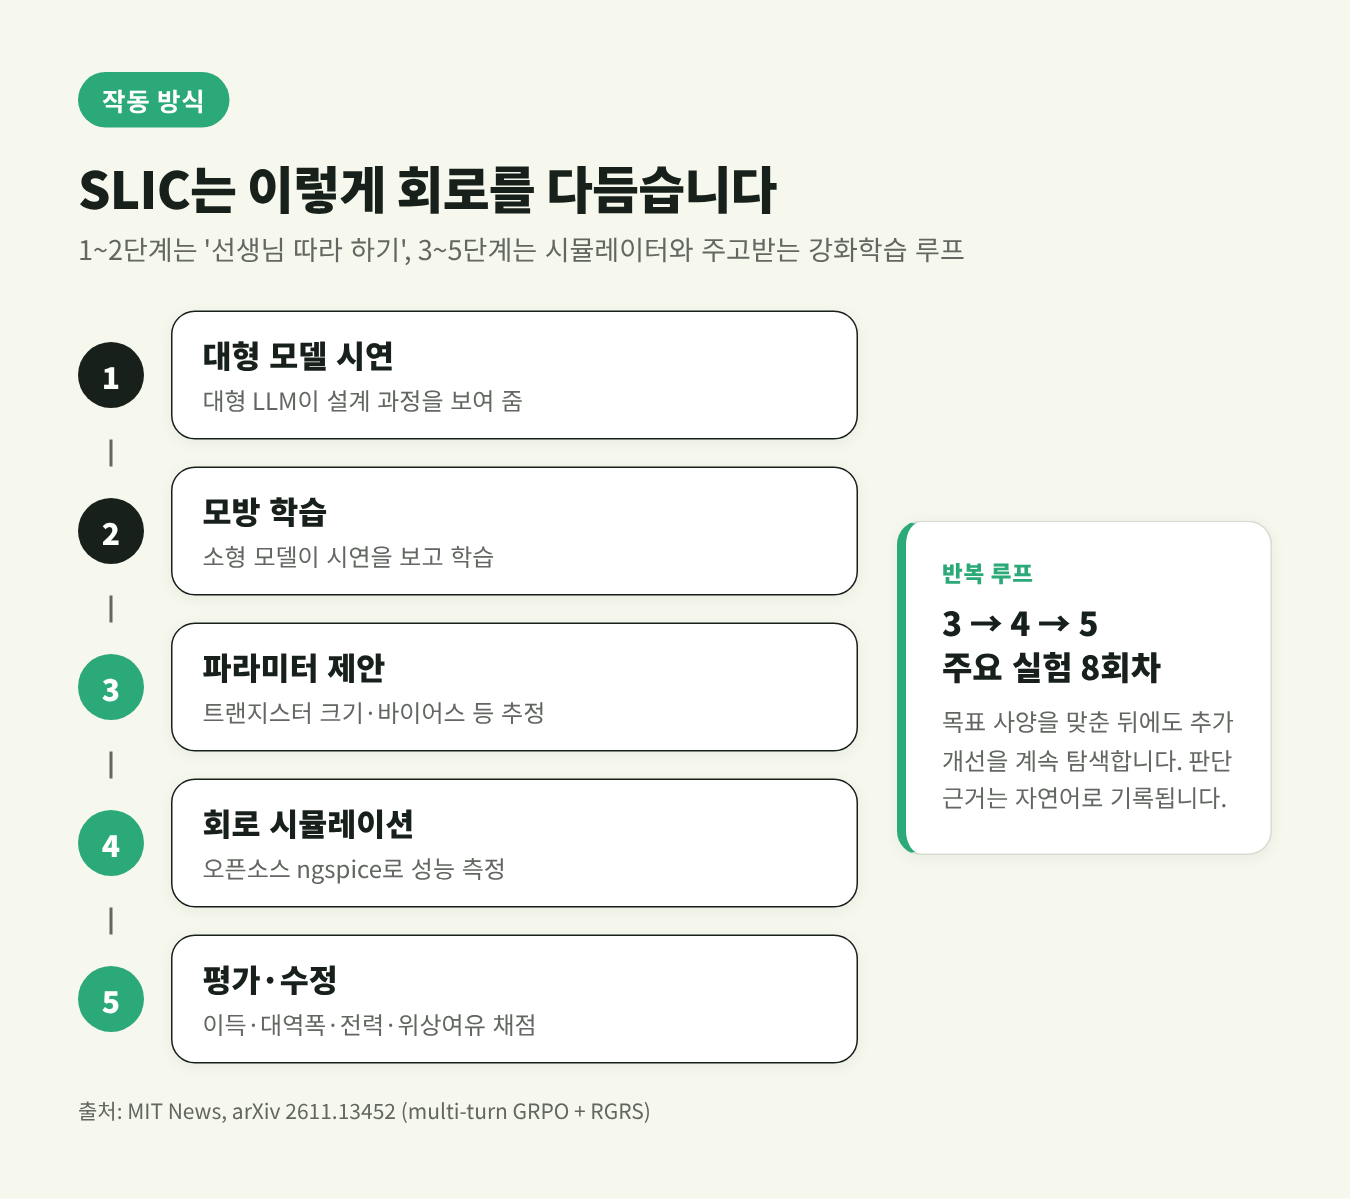 작동 방식
SLIC는 이렇게 회로를 다듬습니다
1~2단계는 '선생님 따라 하기', 3~5단계는 시뮬레이터와 주고받는 강화학습 루프
1
대형 모델 시연
대형 LLM이 설계 과정을 보여 줌
2
모방 학습
소형 모델이 시연을 보고 학습
3
파라미터 제안
트랜지스터 크기·바이어스 등 추정
4
회로 시뮬레이션
오픈소스 ngspice로 성능 측정
5
평가·수정
이득·대역폭·전력·위상여유 채점
반복 루프
3 → 4 → 5
주요 실험 8회차
목표 사양을 맞춘 뒤에도 추가
개선을 계속 탐색합니다. 판단
근거는 자연어로 기록됩니다.
출처: MIT News, arXiv 2611.13452 (multi-turn GRPO + RGRS)